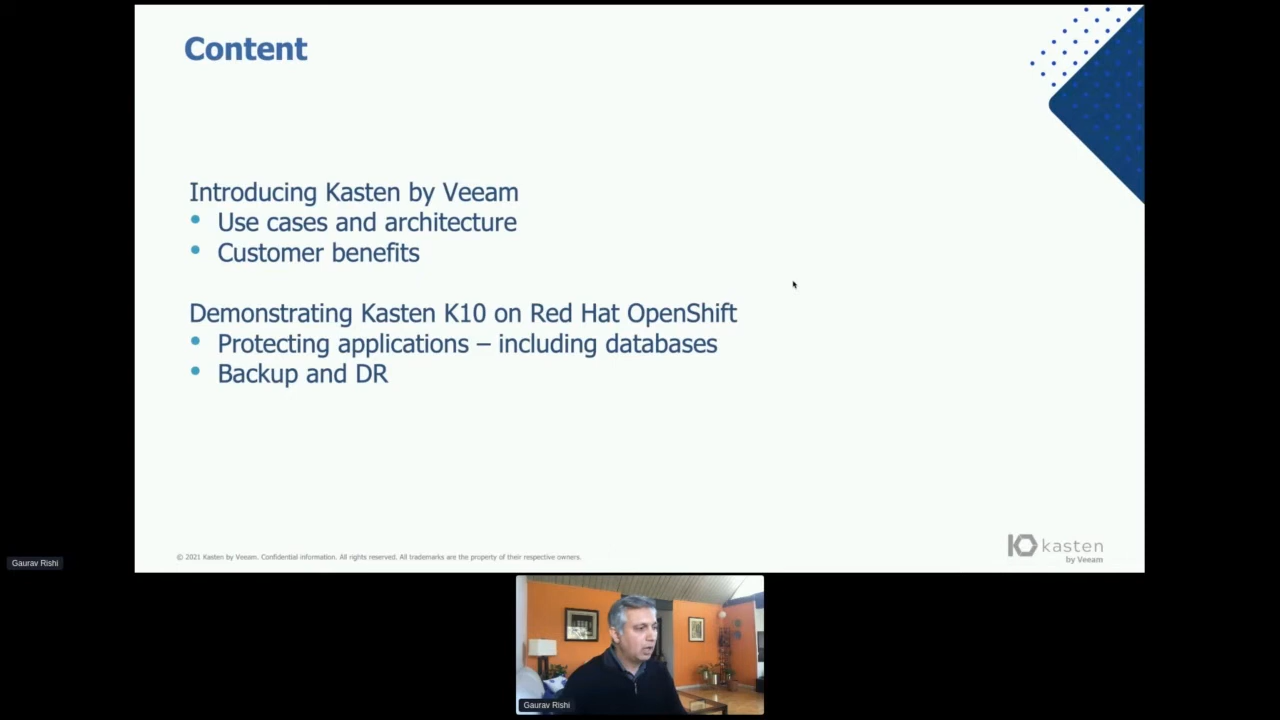 Content
Introducing Kasten by Veeam
• Use cases and architecture
• Customer benefits
Demonstrating Kasten K10 on Red Hat OpenShift
• Protecting applications – including databases
• Backup and DR
© 2021 Kasten by Veeam. Confidential information. All rights reserved. All trademarks are the property of their respective owners.
kasten
by Veeam
Gaurav Rishi
Gaurav Rishi